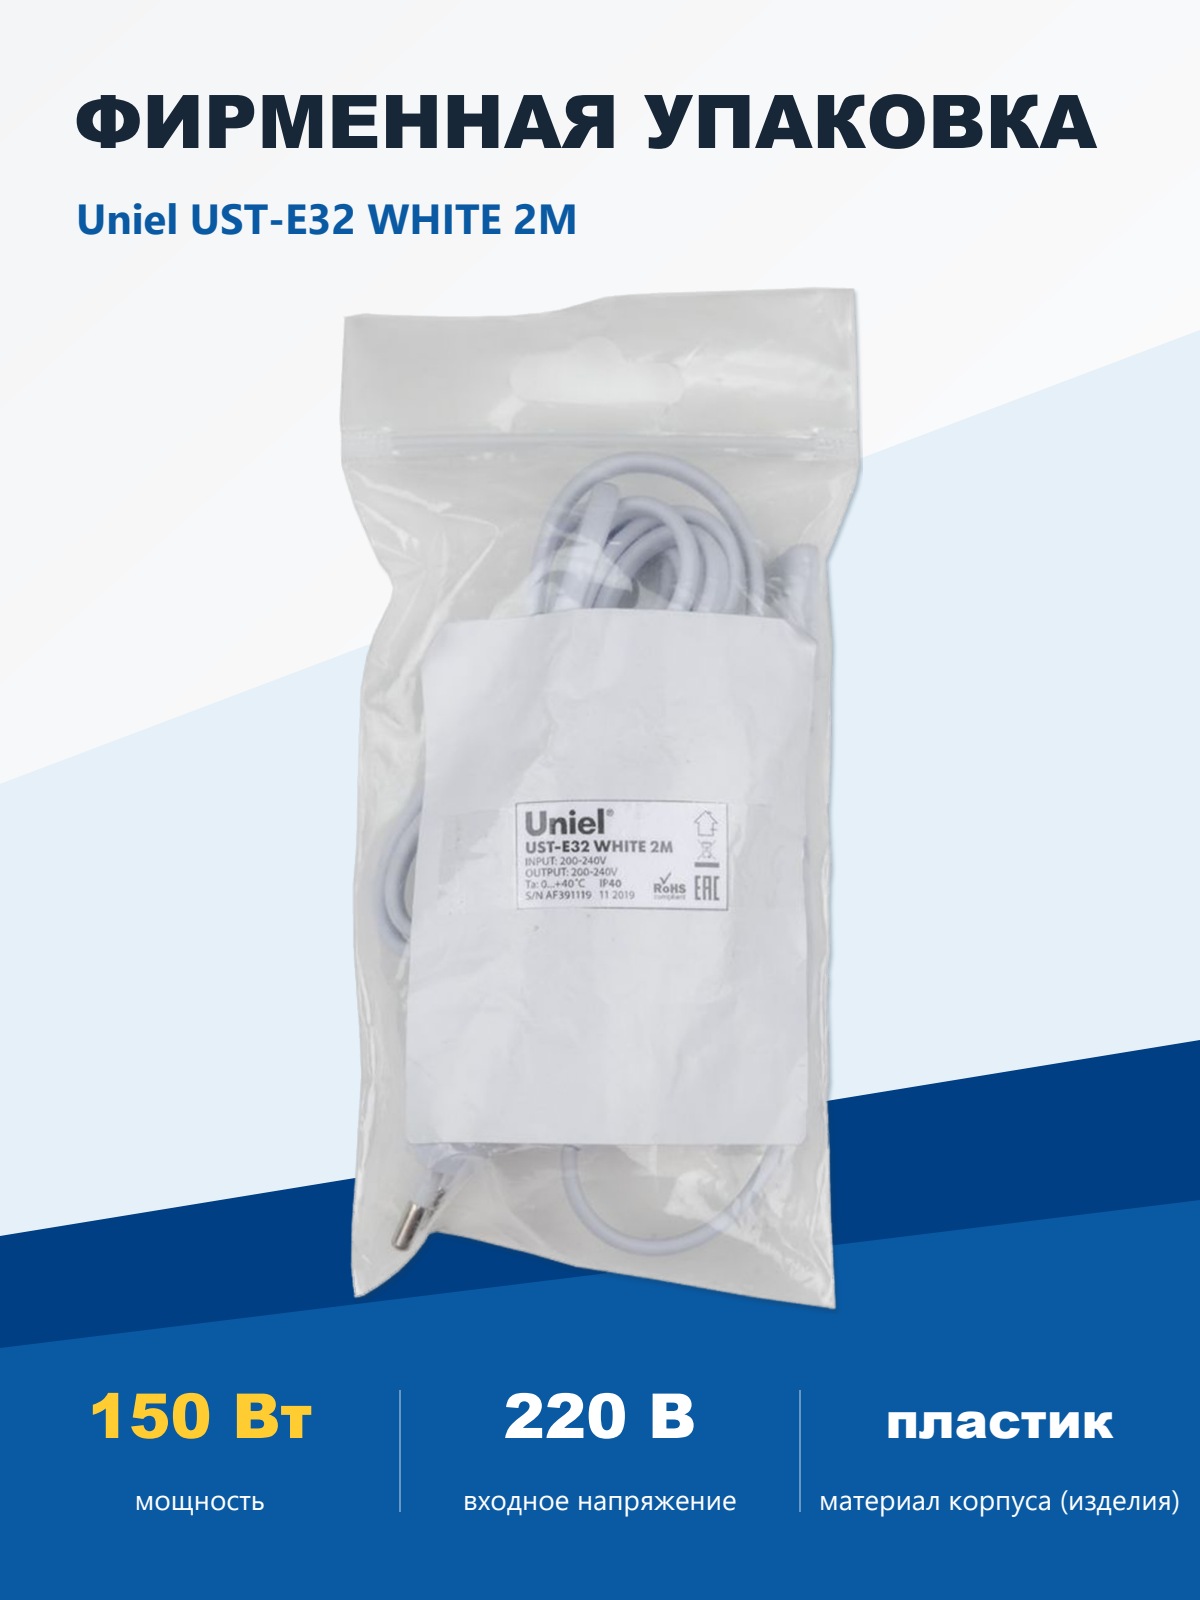 ФИРМЕННАЯ УПАКОВКА
Uniel UST-E32 WHITE 2M
Uniel®
UST-E32 WHITE 2M
INPUT: 200-240V
OUTPUT: 200-240V
Ta: 0...+40°C IP40
S/N AF391119 11 2019
RoHS
compliant
EAC
150 Вт
220 В
пластик
мощность
входное напряжение
материал корпуса (изделия)